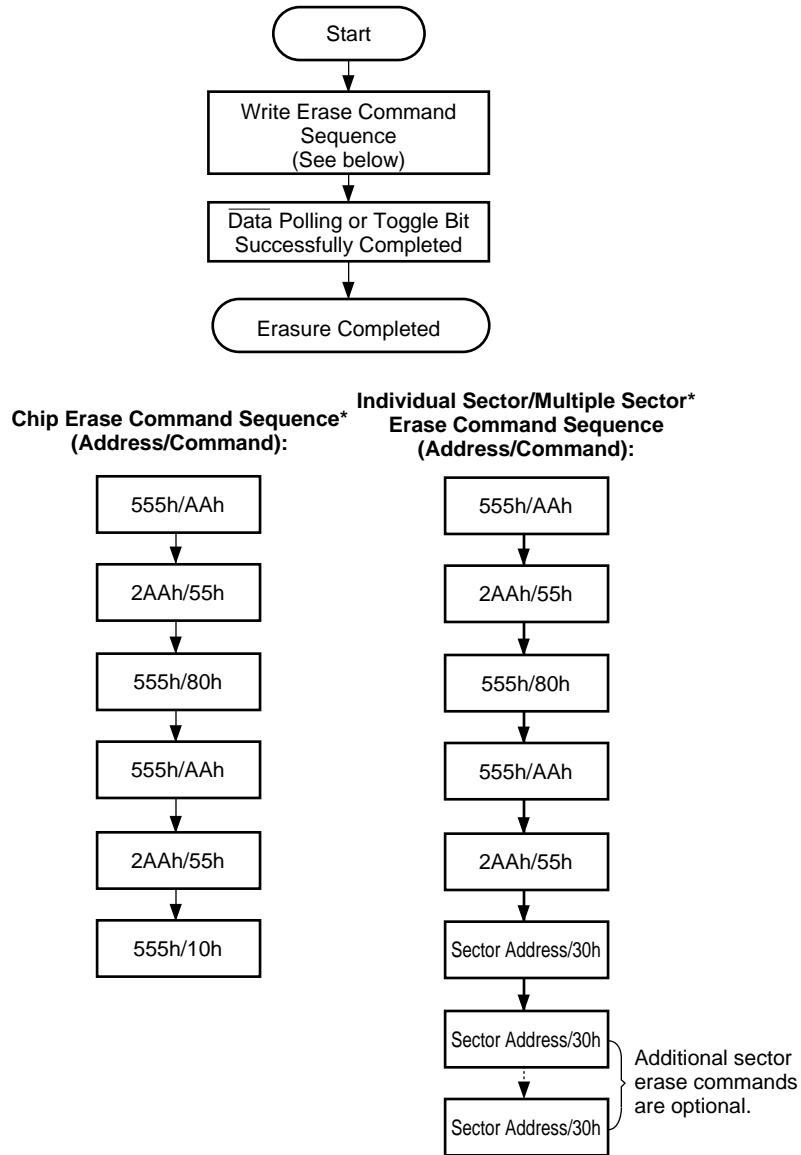 Start
Write Erase Command
Sequence
(See below)
Data Polling or Toggle Bit
Successfully Completed
Erasure Completed
Chip Erase Command Sequence*
(Address/Command):
555h/AAh
2AAh/55h
555h/80h
555h/AAh
2AAh/55h
555h/10h
Individual Sector/Multiple Sector*
Erase Command Sequence
(Address/Command):
555h/AAh
2AAh/55h
555h/80h
555h/AAh
2AAh/55h
Sector Address/30h
Sector Address/30h
Sector Address/30h
Additional sector
erase commands
are optional.